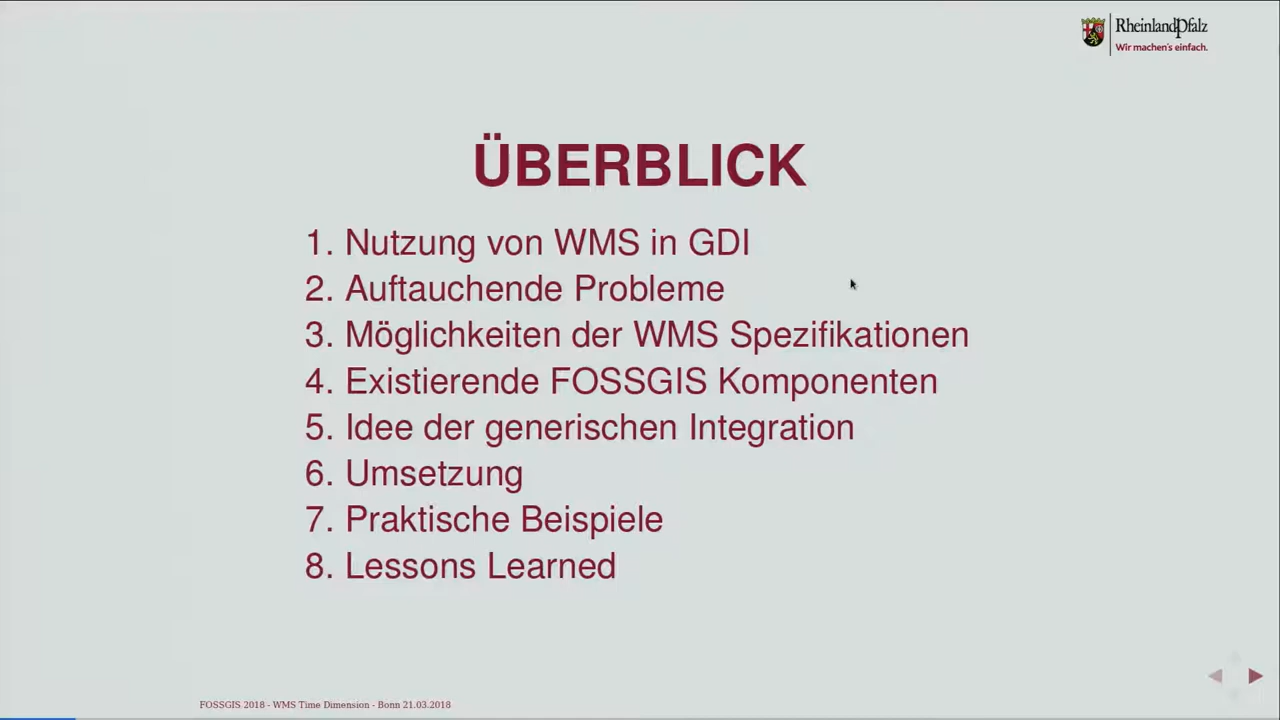 RheinlandPfalz
Wir machen's einfach.
ÜBERBLICK
1. Nutzung von WMS in GDI
2. Auftauchende Probleme
3. Möglichkeiten der WMS Spezifikationen
4. Existierende FOSSGIS Komponenten
5. Idee der generischen Integration
6. Umsetzung
7. Praktische Beispiele
8. Lessons Learned
FOSSGIS 2018 - WMS Time Dimension - Bonn 21.03.2018